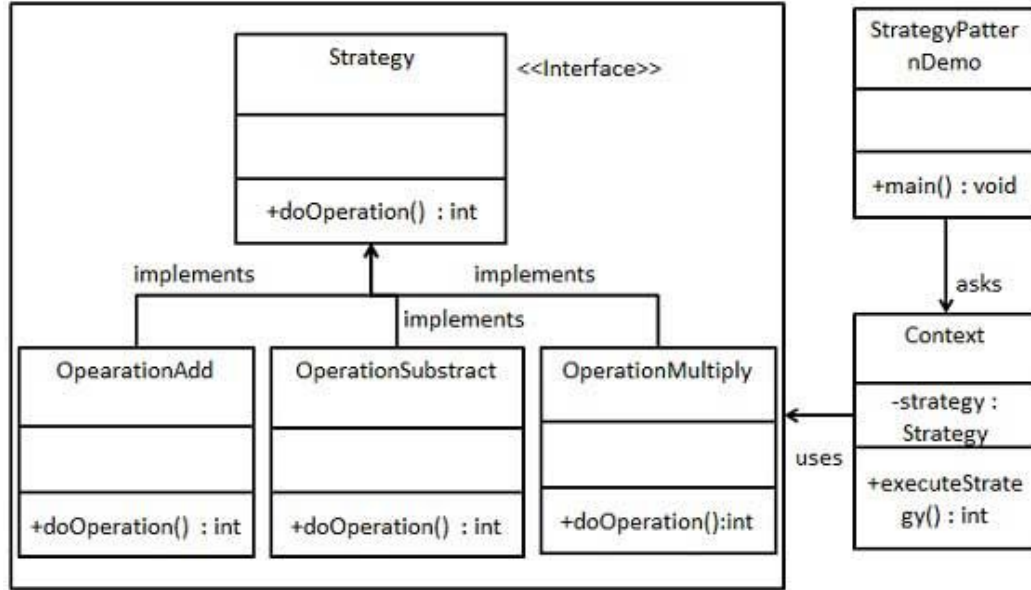 Strategy
<<Interface>>
+doOperation() : int
implements
implements
implements
OpearationAdd
+doOperation() : int
OperationSubstract
+doOperation() : int
OperationMultiply
+doOperation():int
StrategyPatter
nDemo
+main() : void
asks
Context
-strategy :
Strategy
+executeStrate
gy() : int
uses